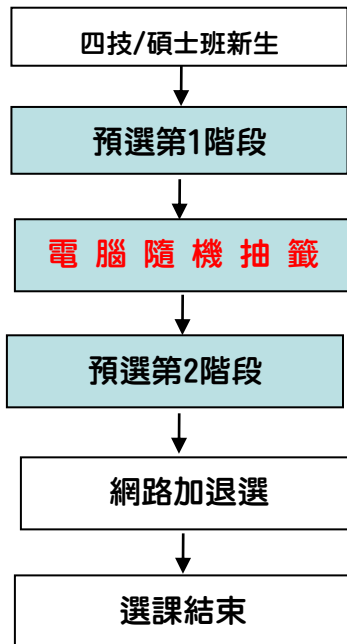 四技/碩士班新生
預選第1階段
電 腦 隨 機 抽 籤
預選第2階段
網路加退選
選課結束